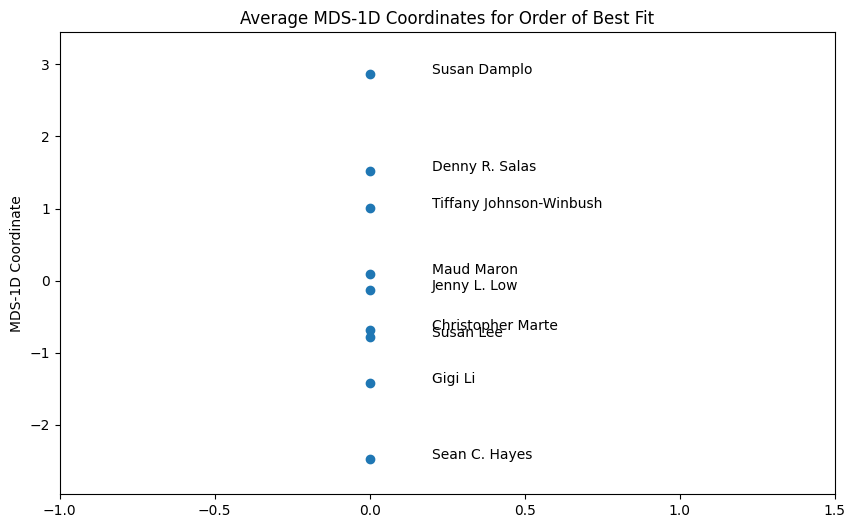 Average MDS-1D Coordinates for Order of Best Fit
MDS-1D Coordinate
3
2
1
0
−1
−2
Susan Damplo
Denny R. Salas
Tiffany Johnson-Winbush
Maud Maron
Jenny L. Low
Christopher Marte
Susan Lee
Gigi Li
Sean C. Hayes
−1.0 −0.5 0.0 0.5 1.0 1.5